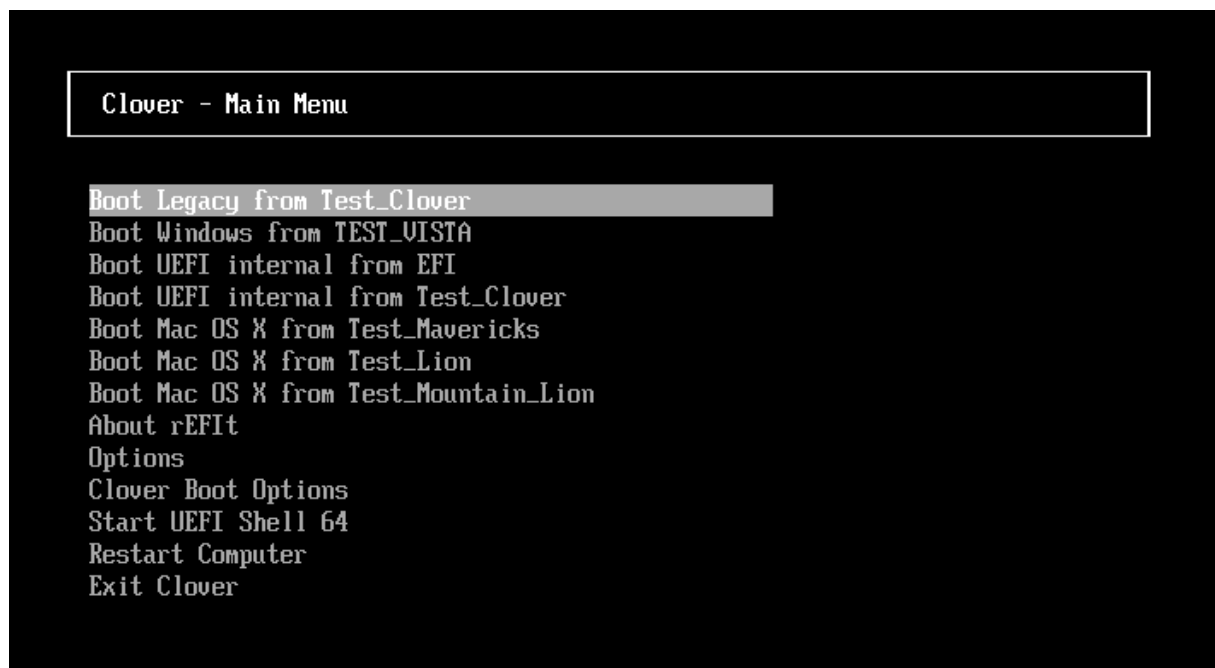 Clover - Main Menu
Boot Legacy from Test_Clover
Boot Windows from TEST_VISTA
Boot UEFI internal from EFI
Boot UEFI internal from Test_Clover
Boot Mac OS X from Test_Mavericks
Boot Mac OS X from Test_Lion
Boot Mac OS X from Test_Mountain_Lion
About rEFIt
Options
Clover Boot Options
Start UEFI Shell 64
Restart Computer
Exit Clover